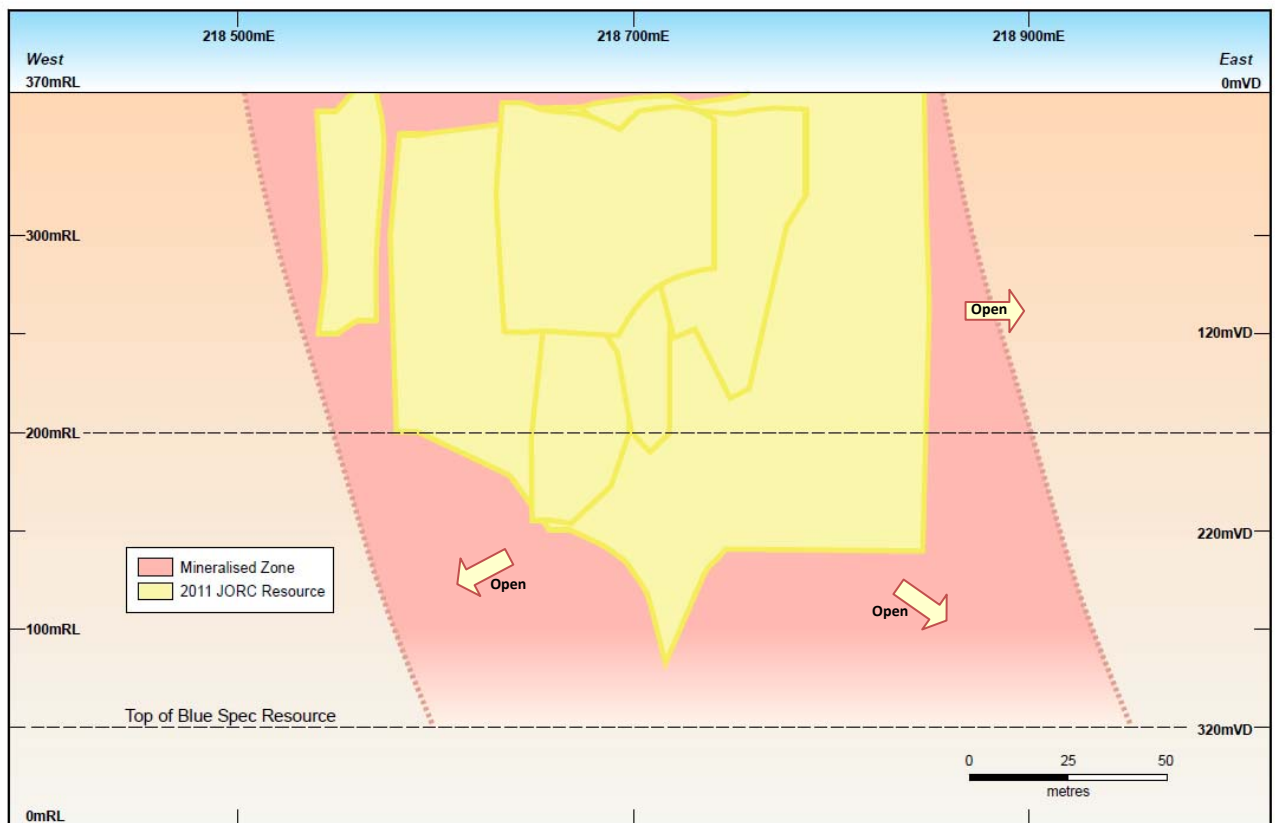 218 500mE
218 700mE
218 900mE
West
East
370mRL
0mVD
300mRL
Open
120mVD
200mRL
220mVD
Mineralised Zone
2011 JORC Resource
Open
Open
100mRL
Top of Blue Spec Resource
320mVD
0
25
50
metres
0mRL